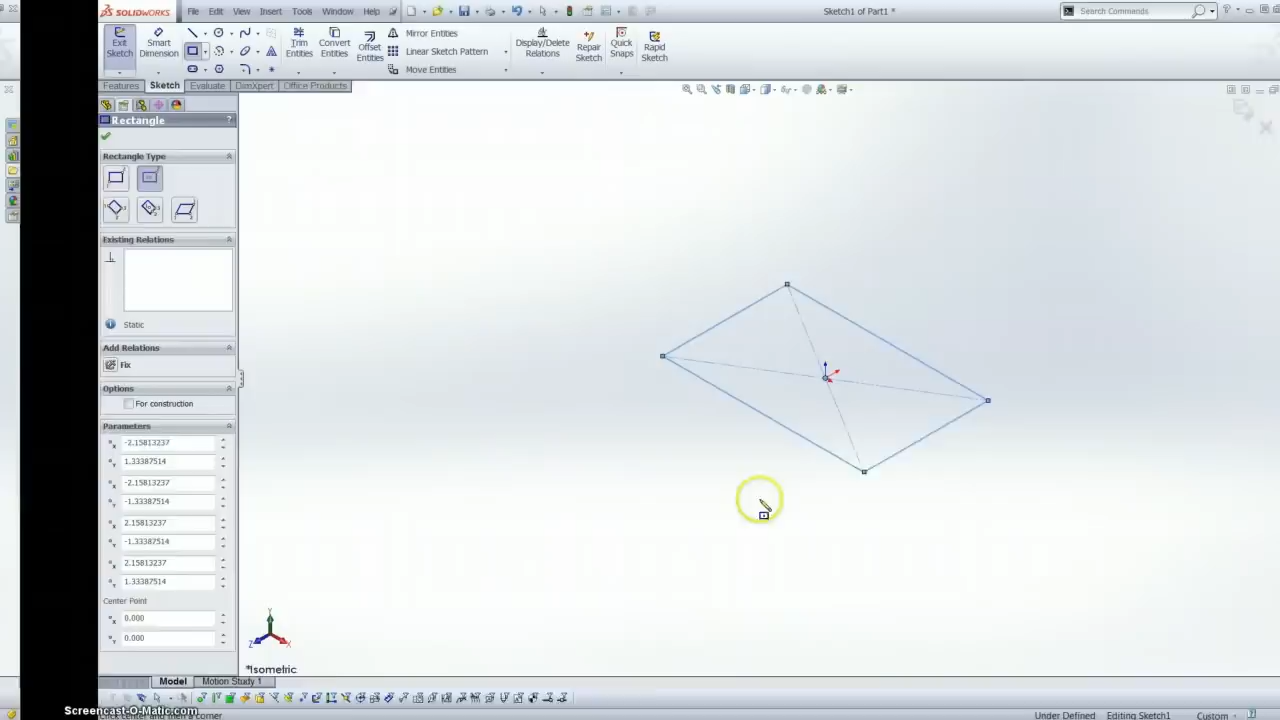 SOLIDWORKS
File Edit View Insert Tools Window Help
Sketch1 of Part1 *
Search Commands
Exit Sketch
Smart Dimension
Trim Entities
Convert Entities
Offset Entities
Mirror Entities
Linear Sketch Pattern
Move Entities
Display/Delete Relations
Repair Sketch
Quick Snaps
Rapid Sketch
Features Sketch Evaluate DimXpert Office Products
Rectangle ?
Rectangle Type
Existing Relations
Static
Add Relations
Fix
Options
For construction
Parameters
-2.15813237
1.33387514
-2.15813237
-1.33387514
2.15813237
-1.33387514
2.15813237
1.33387514
Center Point
0.000
0.000
Y
Z X
*Isometric
Model Motion Study 1
Screencast-O-Matic.com
Under Defined Editing Sketch1 Custom